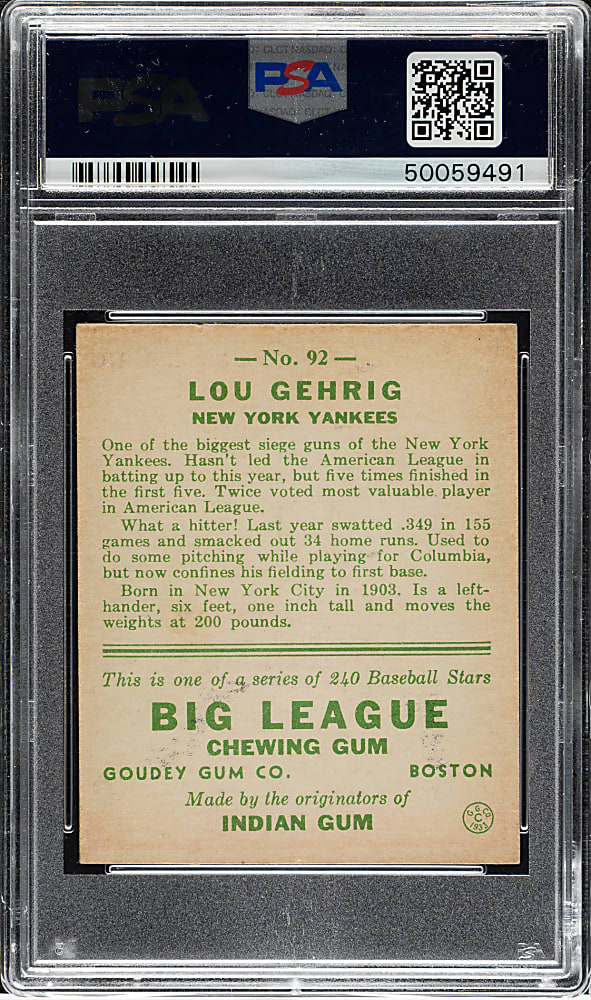 CLCT NASDAQ
PSA
PSA
50059491
— No. 92 —
LOU GEHRIG
NEW YORK YANKEES
One of the biggest siege guns of the New York
Yankees. Hasn't led the American League in
batting up to this year, but five times finished in
the first five. Twice voted most valuable player
in American League.
What a hitter! Last year swatted .349 in 155
games and smacked out 34 home runs. Used to
do some pitching while playing for Columbia,
but now confines his fielding to first base.
Born in New York City in 1903. Is a left-
hander, six feet, one inch tall and moves the
weights at 200 pounds.
This is one of a series of 240 Baseball Stars
BIG LEAGUE
CHEWING GUM
GOUDEY GUM CO. BOSTON
Made by the originators of
INDIAN GUM
G. G. CO.
C
1933
PSA